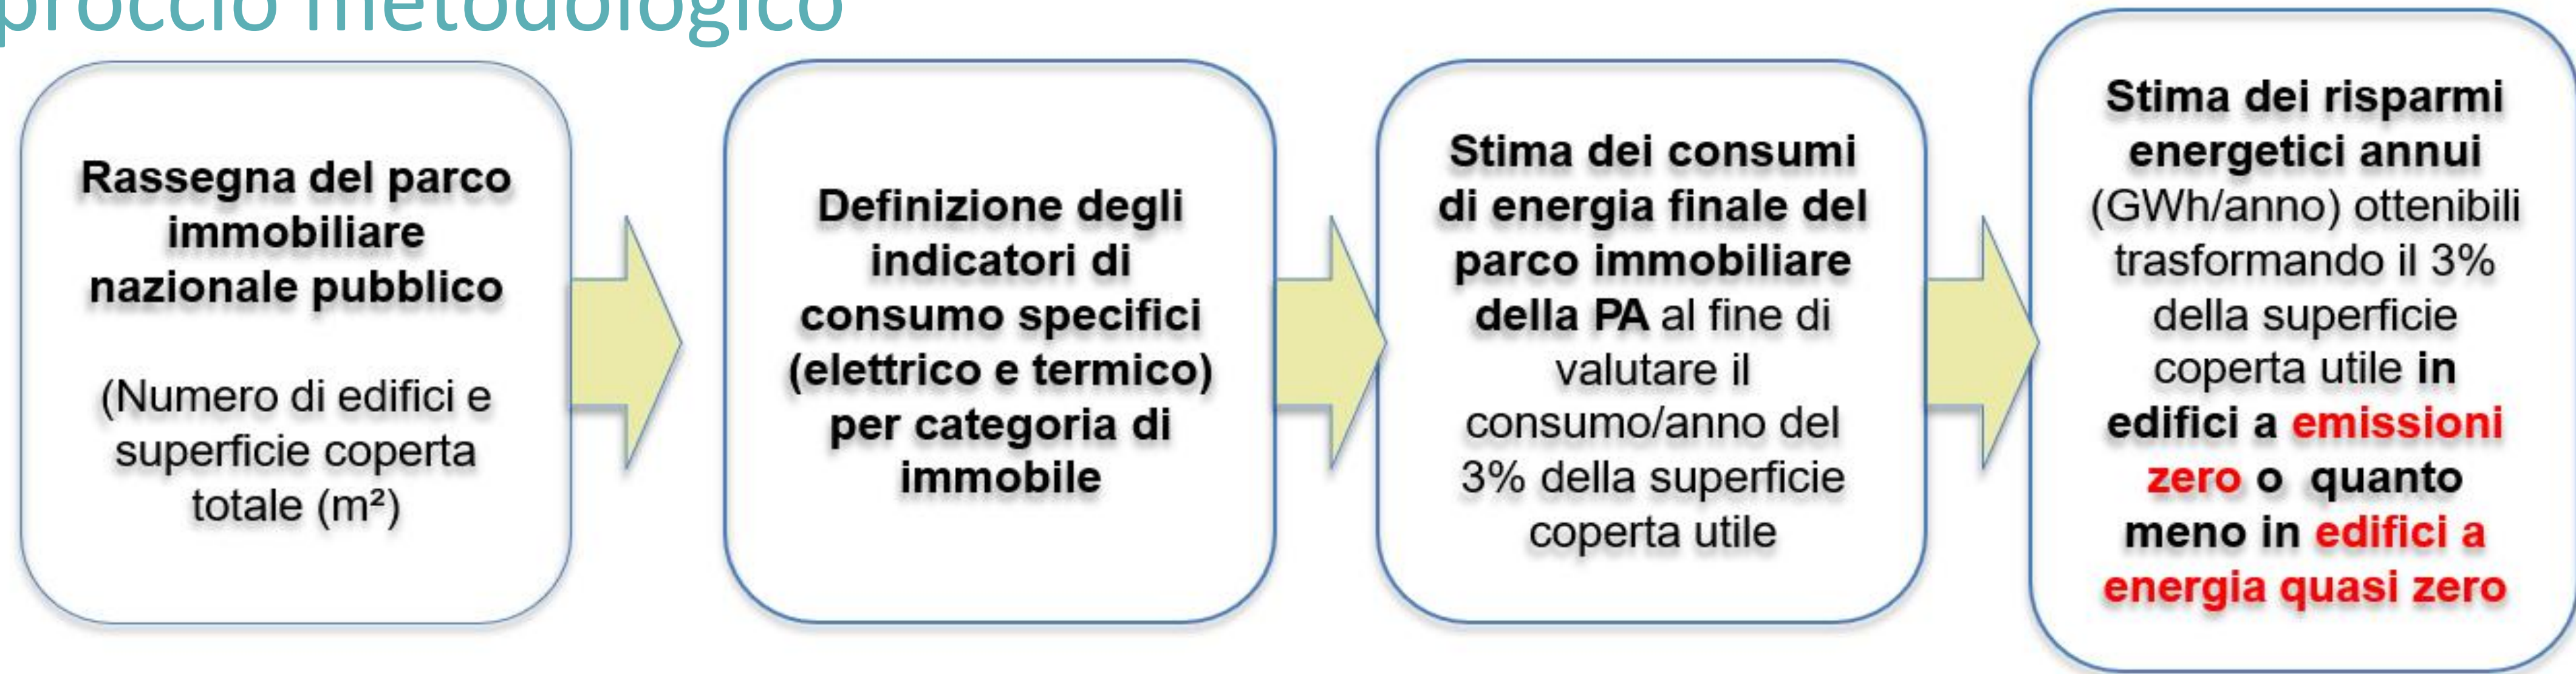 proccio metodologico
Rassegna del parco
immobiliare
nazionale pubblico
(Numero di edifici e
superficie coperta
totale (m²)
Definizione degli
indicatori di
consumo specifici
(elettrico e termico)
per categoria di
immobile
Stima dei consumi
di energia finale del
parco immobiliare
della PA al fine di
valutare il
consumo/anno del
3% della superficie
coperta utile
Stima dei risparmi
energetici annui
(GWh/anno) ottenibili
trasformando il 3%
della superficie
coperta utile in
edifici a emissioni
zero o quanto
meno in edifici a
energia quasi zero